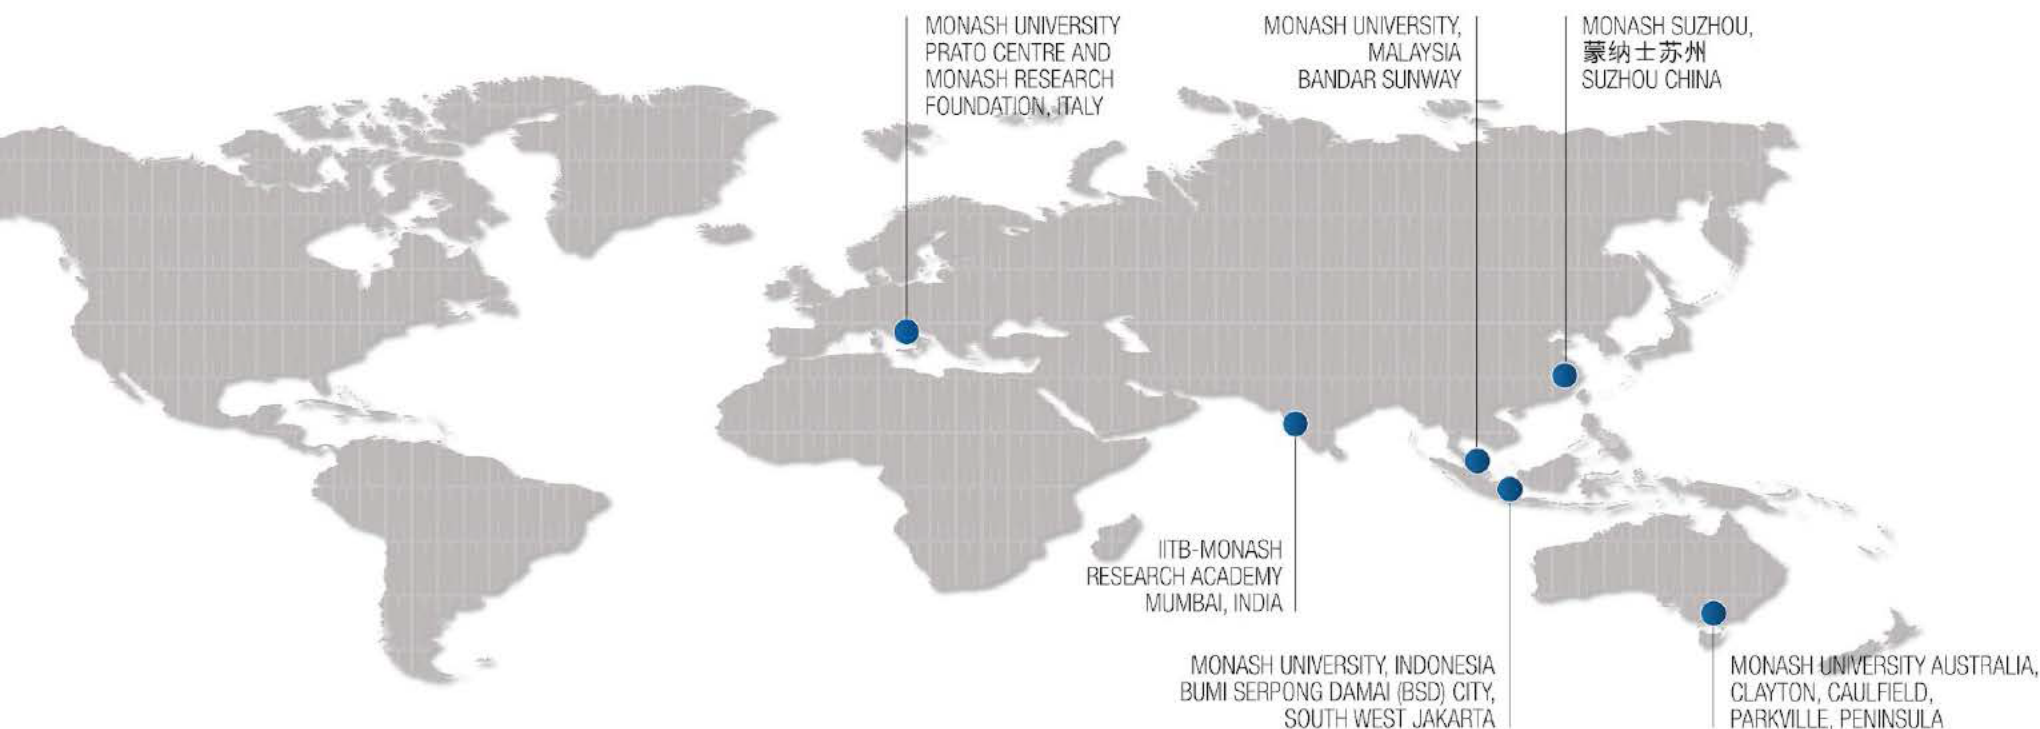 MONASH UNIVERSITY
PRATO CENTRE AND
MONASH RESEARCH
FOUNDATION, ITALY
MONASH UNIVERSITY,
MALAYSIA
BANDAR SUNWAY
MONASH SUZHOU,
蒙纳士苏州
SUZHOU CHINA
IITB-MONASH
RESEARCH ACADEMY
MUMBAI, INDIA
MONASH UNIVERSITY, INDONESIA
BUMI SERPONG DAMAI (BSD) CITY,
SOUTH WEST JAKARTA
MONASH UNIVERSITY AUSTRALIA,
CLAYTON, CAULFIELD,
PARKVILLE, PENINSULA